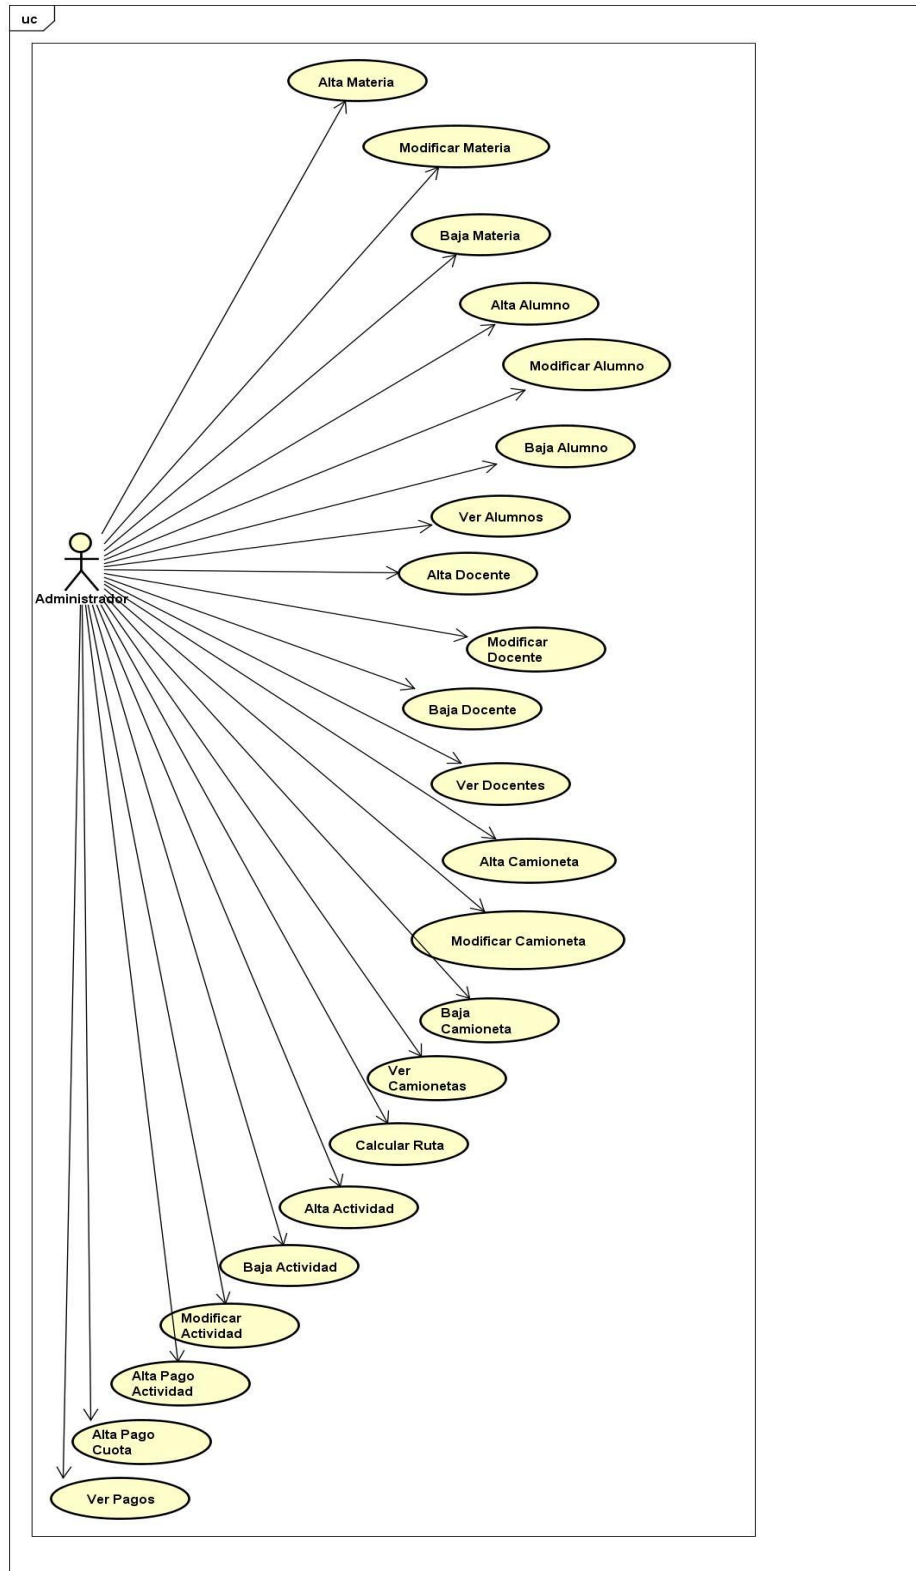 uc
Alta Materia
Modificar Materia
Baja Materia
Alta Alumno
Modificar Alumno
Baja Alumno
Ver Alumnos
Alta Docente
Administrador
Modificar
Docente
Baja Docente
Ver Docentes
Alta Camioneta
Modificar Camioneta
Baja
Camioneta
Ver
Camionetas
Calcular Ruta
Alta Actividad
Baja Actividad
Modificar
Actividad
Alta Pago
Actividad
Alta Pago
Cuota
Ver Pagos